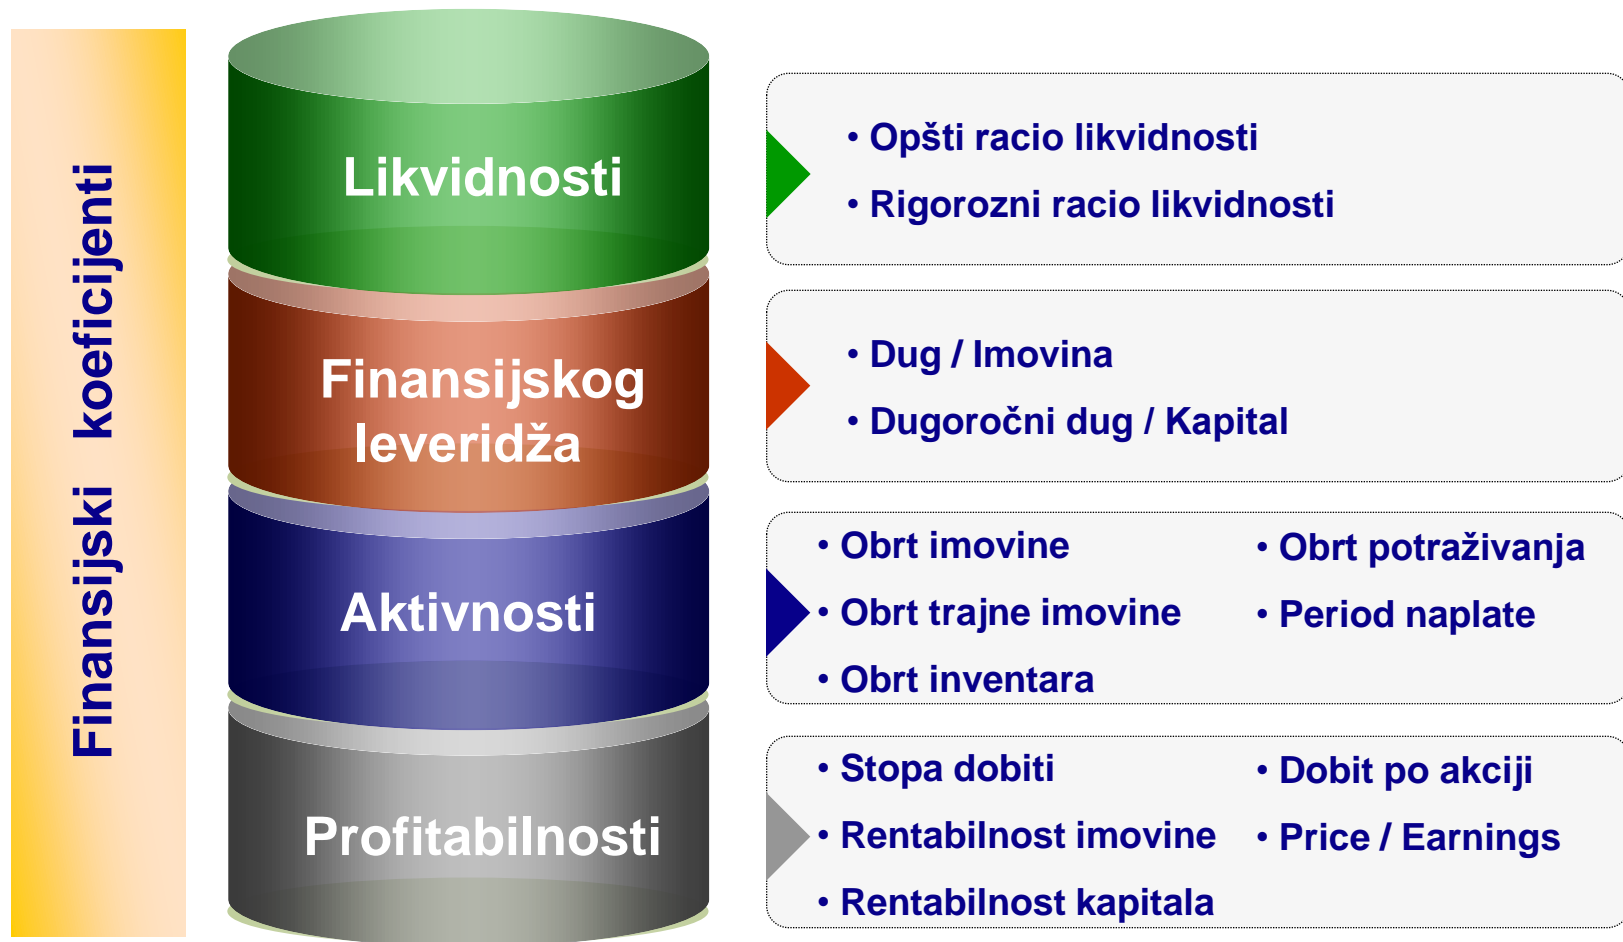 Finansijski koeficijenti
Likvidnosti
• Opšti racio likvidnosti
• Rigorozni racio likvidnosti
Finansijskog
leveridža
• Dug / Imovina
• Dugoročni dug / Kapital
Aktivnosti
• Obrt imovine
• Obrt trajne imovine
• Obrt inventara
• Obrt potraživanja
• Period naplate
Profitabilnosti
• Stopa dobiti
• Rentabilnost imovine
• Rentabilnost kapitala
• Dobit po akciji
• Price / Earnings